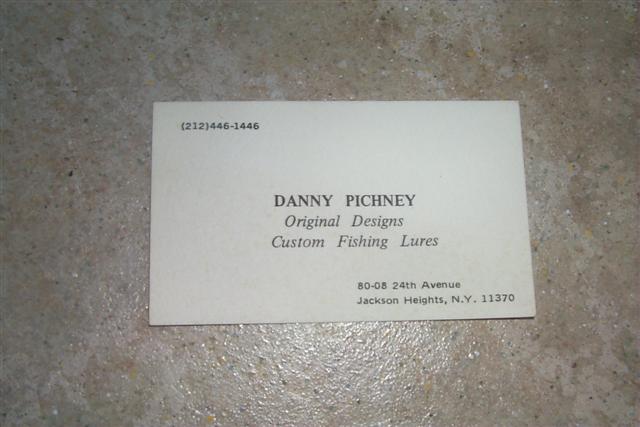 (212)446-1446
DANNY PICHNEY
Original Designs
Custom Fishing Lures
80-08 24th Avenue
Jackson Heights, N.Y. 11370